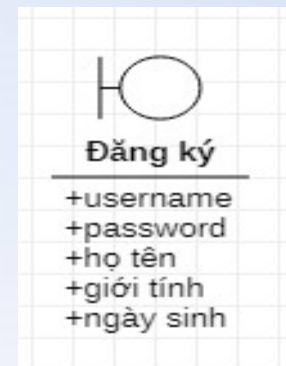 Đăng ký
+username
+password
+họ tên
+giới tính
+ngày sinh